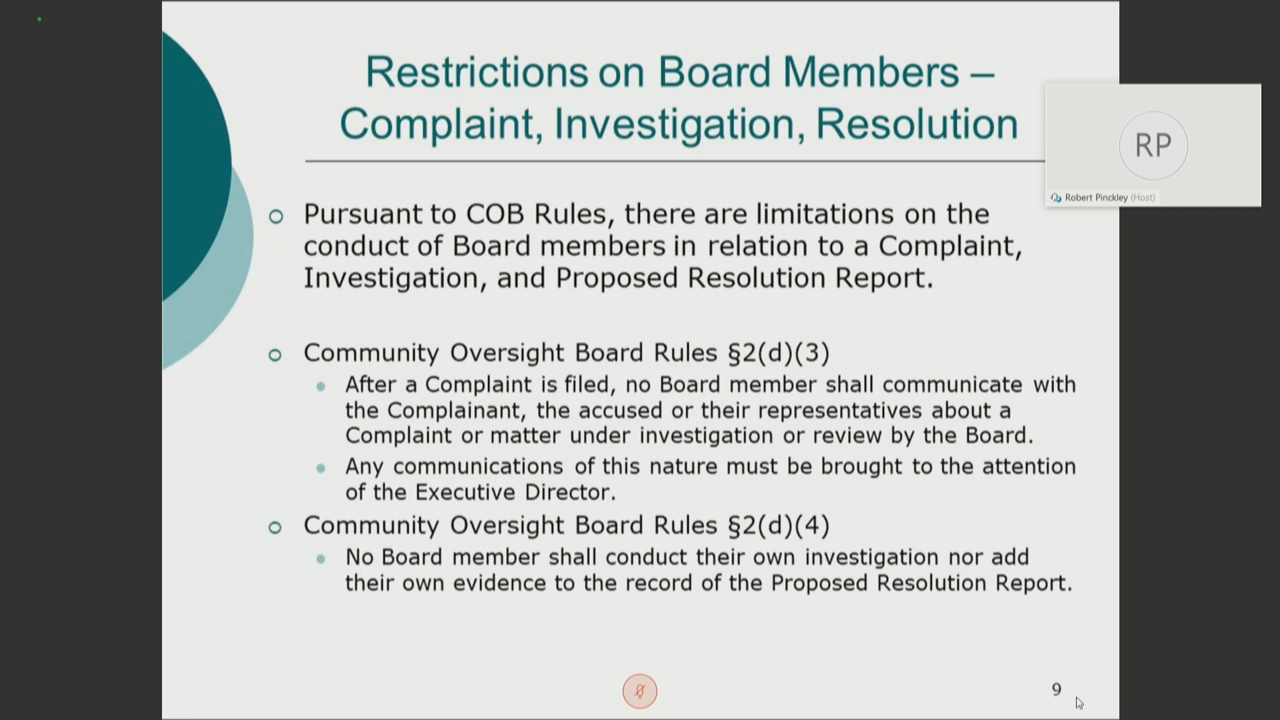 Restrictions on Board Members –
Complaint, Investigation, Resolution
RP
Robert Pinckley (Host)
Pursuant to COB Rules, there are limitations on the
conduct of Board members in relation to a Complaint,
Investigation, and Proposed Resolution Report.
Community Oversight Board Rules §2(d)(3)
After a Complaint is filed, no Board member shall communicate with
the Complainant, the accused or their representatives about a
Complaint or matter under investigation or review by the Board.
Any communications of this nature must be brought to the attention
of the Executive Director.
Community Oversight Board Rules §2(d)(4)
No Board member shall conduct their own investigation nor add
their own evidence to the record of the Proposed Resolution Report.
9